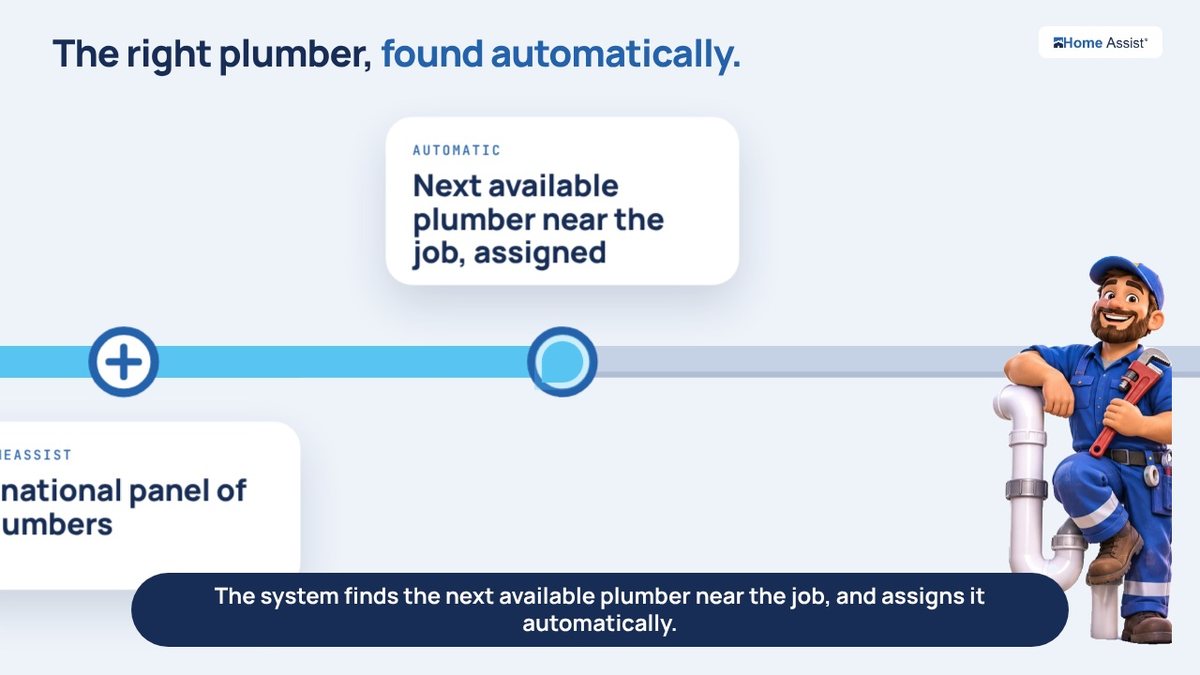 The right plumber, found automatically.
Home Assist
AUTOMATIC
Next available
plumber near the
job, assigned
EASSIST
national panel of
umbers
The system finds the next available plumber near the job, and assigns it
automatically.